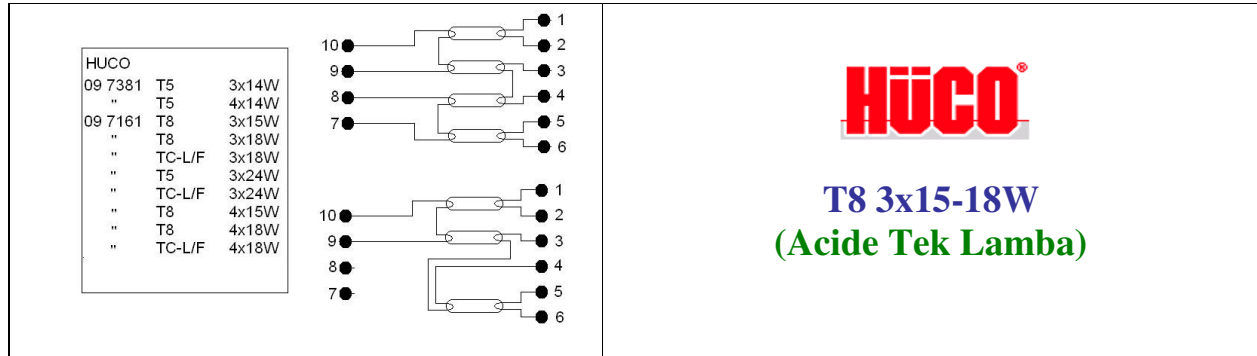 HUCO
09 7381 T5 3x14W
" T5 4x14W
09 7161 T8 3x15W
" T8 3x18W
" TC-L/F 3x18W
" T5 3x24W
" TC-L/F 3x24W
" T8 4x15W
" T8 4x18W
" TC-L/F 4x18W
1
10 2
9 3
8 4
7 5
6
1
10 2
9 3
8 4
7 5
6
HüCO®
T8 3x15-18W
(Acide Tek Lamba)